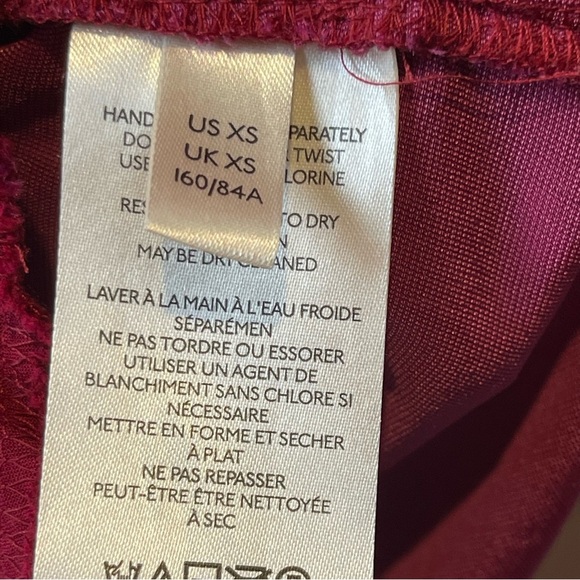 US XS
UK XS
160/84A
HAND PARATELY
DO TWIST
USE LORINE
RES TO DRY
MAY BE DRY CLEANED
LAVER À LA MAIN À L'EAU FROIDE
SÉPARÉMEN
NE PAS TORDRE OU ESSORER
UTILISER UN AGENT DE
BLANCHIMENT SANS CHLORE SI
NÉCESSAIRE
METTRE EN FORME ET SECHER
À PLAT
NE PAS REPASSER
PEUT-ÊTRE ÊTRE NETTOYÉE
À SEC